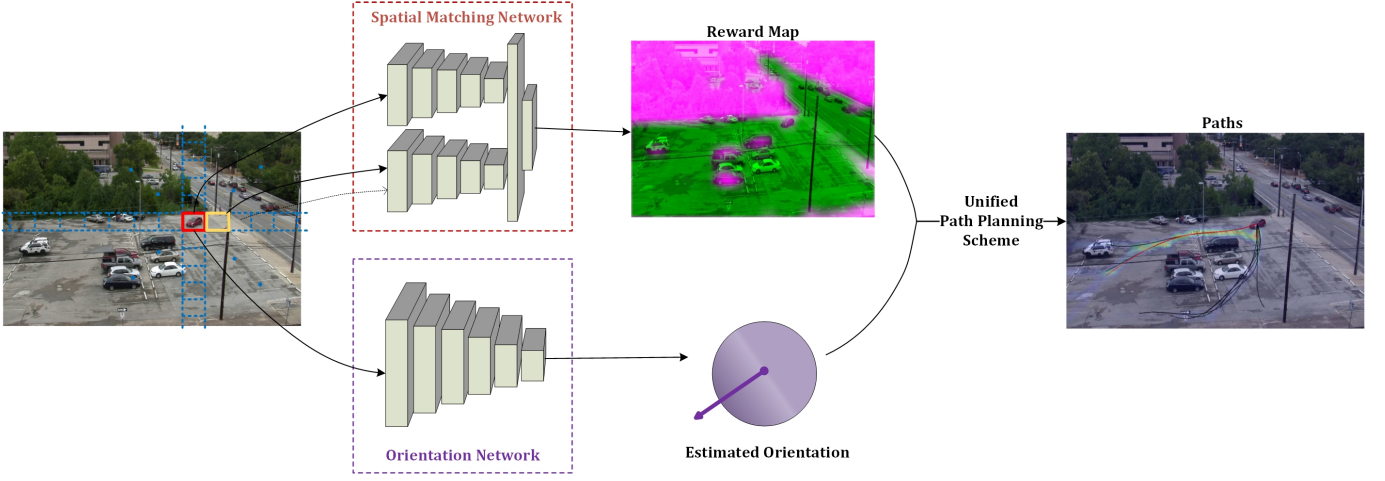 Spatial Matching Network
Reward Map
Paths
Unified
Path Planning
Scheme
Orientation Network
Estimated Orientation